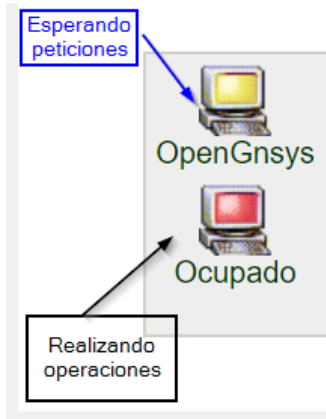 Esperando
peticiones
OpenGnsys
Ocupado
Realizando
operaciones